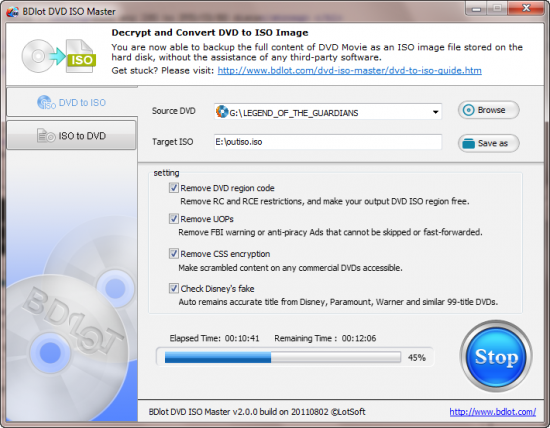 BDlot DVD ISO Master
Decrypt and Convert DVD to ISO Image
You are now able to backup the full content of DVD Movie as an ISO image file stored on the
hard disk, without the assistance of any third-party software.
Get stuck? Please visit: http://www.bdlot.com/dvd-iso-master/dvd-to-iso-guide.htm
ISO
ISO DVD to ISO
ISO to DVD
Source DVD G:\LEGEND_OF_THE_GUARDIANS Browse
Target ISO E:\outiso.iso Save as
setting
Remove DVD region code
Remove RC and RCE restrictions, and make your output DVD ISO region free.
Remove UOPs
Remove FBI warning or anti-piracy Ads that cannot be skipped or fast-forwarded.
Remove CSS encryption
Make scrambled content on any commercial DVDs accessible.
Check Disney's fake
Auto remains accurate title from Disney, Paramount, Warner and similar 99-title DVDs.
BDlOT
Elapsed Time: 00:10:41 Remaining Time : 00:12:06
45%
Stop
BDlot DVD ISO Master v2.0.0 build on 20110802 ©LotSoft
http://www.bdlot.com/